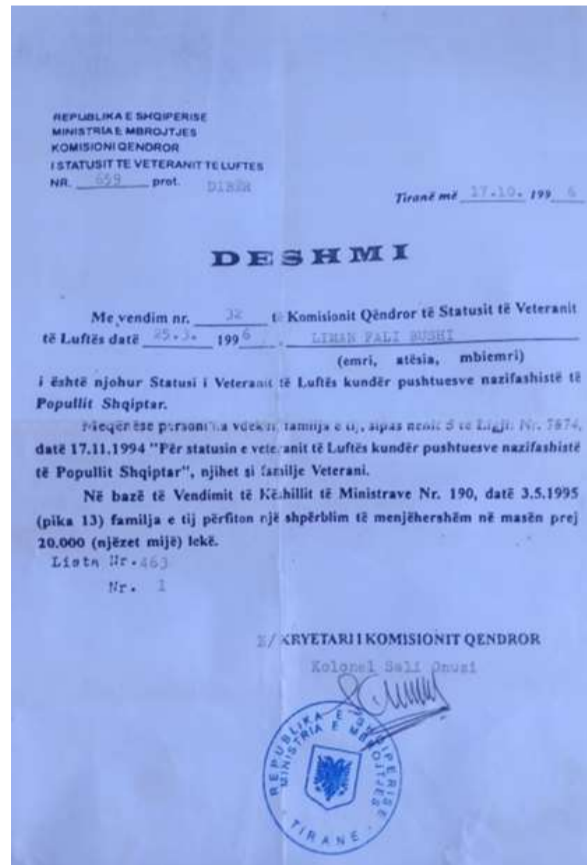 REPUBLIKA E SHQIPERISE
MINISTRIA E MBROJTJES
KOMISIONI QENDROR
I STATUSIT TE VETERANIT TE LUFTES
NR. 659 prot. DIBËR
Tiranë më 17.10. 199 6
DESHMI
Me vendim nr. 32 të Komisionit Qëndror të Statusit të Veteranit
të Luftës datë 25.3. 199 6, LIMAN FALI BUSHI
(emri, atësia, mbiemri)
i është njohur Statusi i Veteranit të Luftës kundër pushtuesve nazifashistë të
Popullit Shqiptar.
Meqënëse personi ka vdekur familja e tij, sipas nenit 5 të Ligjit Nr. 7874,
datë 17.11.1994 "Për statusin e veteranit të Luftës kundër pushtuesve nazifashistë
të Popullit Shqiptar", njihet si familje Veterani.
Në bazë të Vendimit të Këshillit të Ministrave Nr. 190, datë 3.5.1995
(pika 13) familja e tij përfiton një shpërblim të menjëhershëm në masën prej
20.000 (njëzet mijë) lekë.
Lista Nr. 463
Nr. 1
Z/ KRYETARI I KOMISIONIT QENDROR
Kolonel Sali Onuzi
REPUBLIKA E SHQIPERISE
MINISTRIA E MBROJTJES
TIRANE